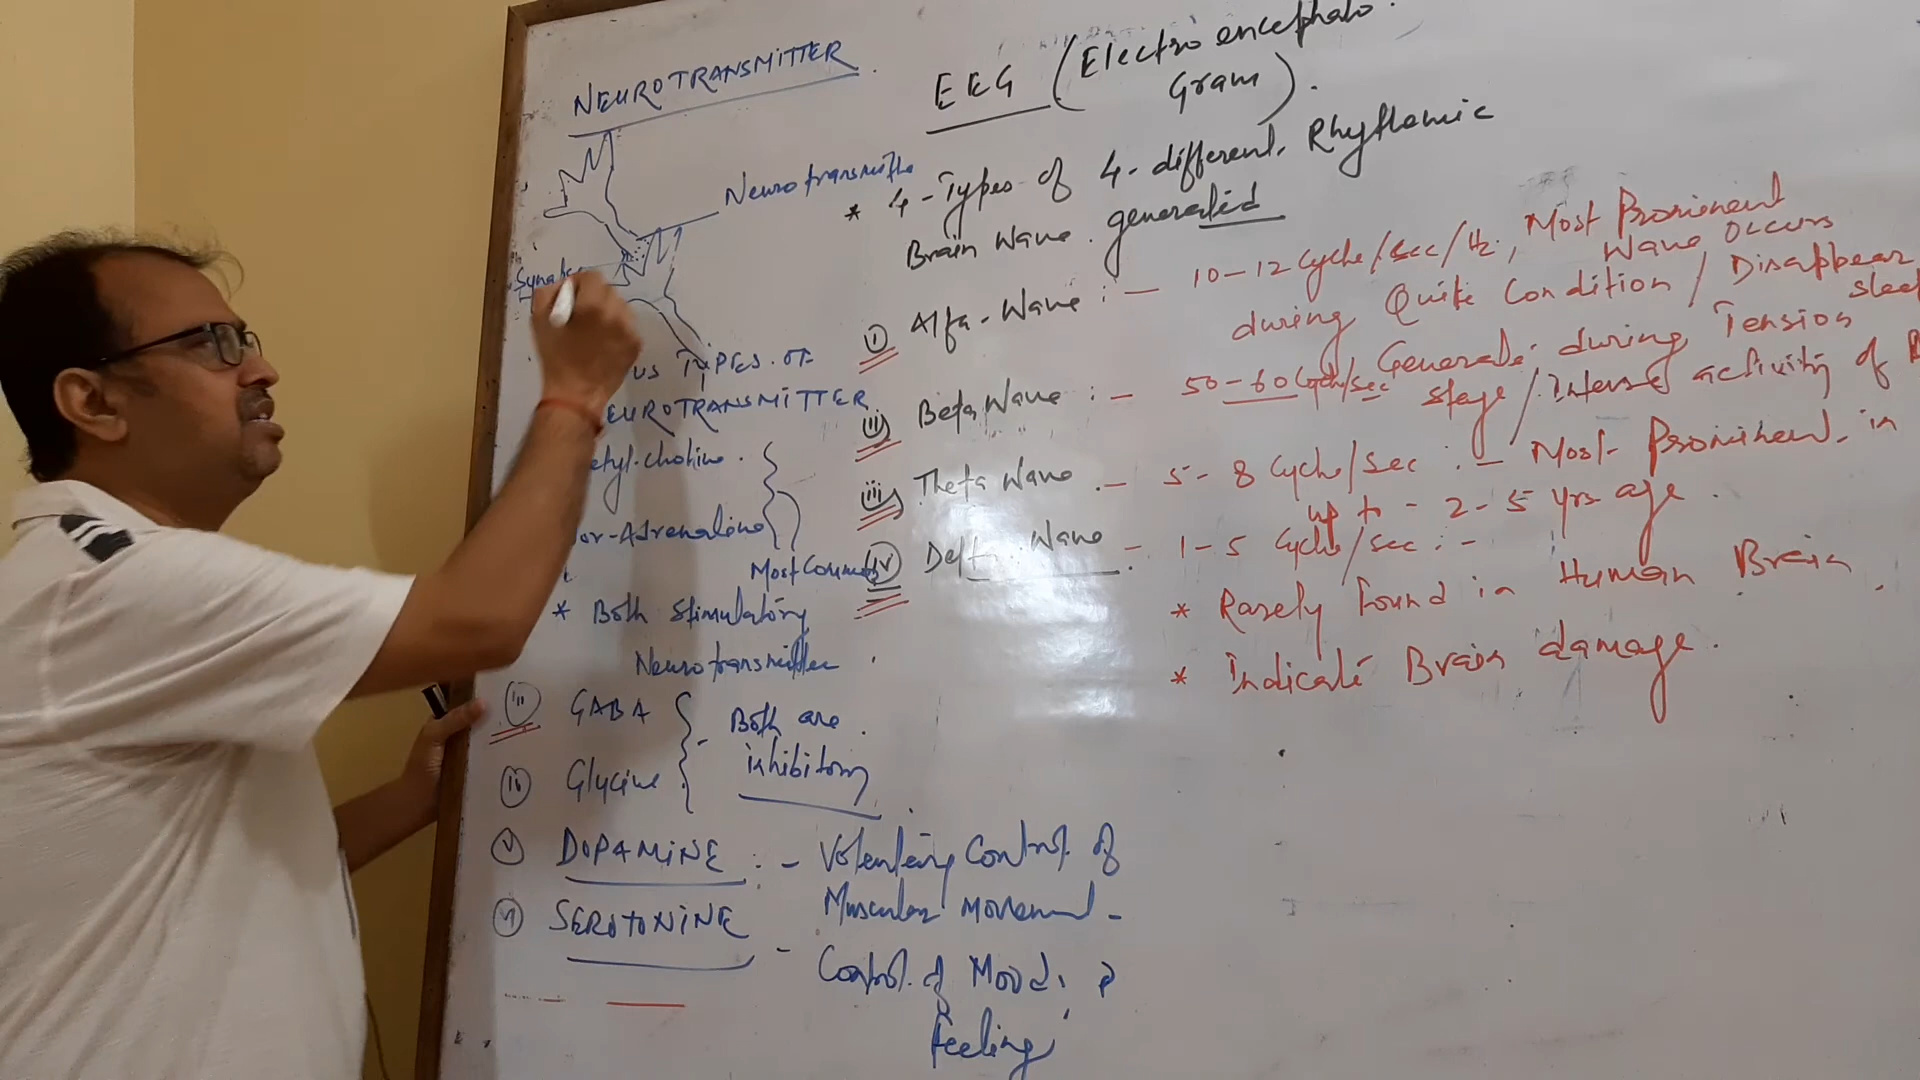 NEUROTRANSMITTER
Neurotransmitte
Synapse
US TYPES OF
EUROTRANSMITTER
etyl-choline
or-Adrenaline
Most Common
* Both Stimulatory
Neurotransmitter
iii GABA
iv Glycine
Both are
inhibitory
v DOPAMINE :- Voluntary Control of
Muscular Movement -
vi SEROTONINE -
Control of Mood,
Feeling
EEG (Electro encephalo
Gram).
* 4-Types of 4-different Rhythamic
Brain Wave generated
i Alfa-Wave :- 10-12 Cycle/sec/Hz, Most Prominent
Wave occurs
during Quite Condition / Disappear
sleep
ii Beta Wave :- 50-60 Cycle/sec Generate during Tension
stage/Intense activity of
iii Theta Wave :- 5-8 Cycle/Sec :- Most Prominent in
up to - 2-5 yrs age.
iv Delta Wave :- 1-5 Cycle/sec :-
* Rarely Found in Human Brain.
* Indicate Brain damage.